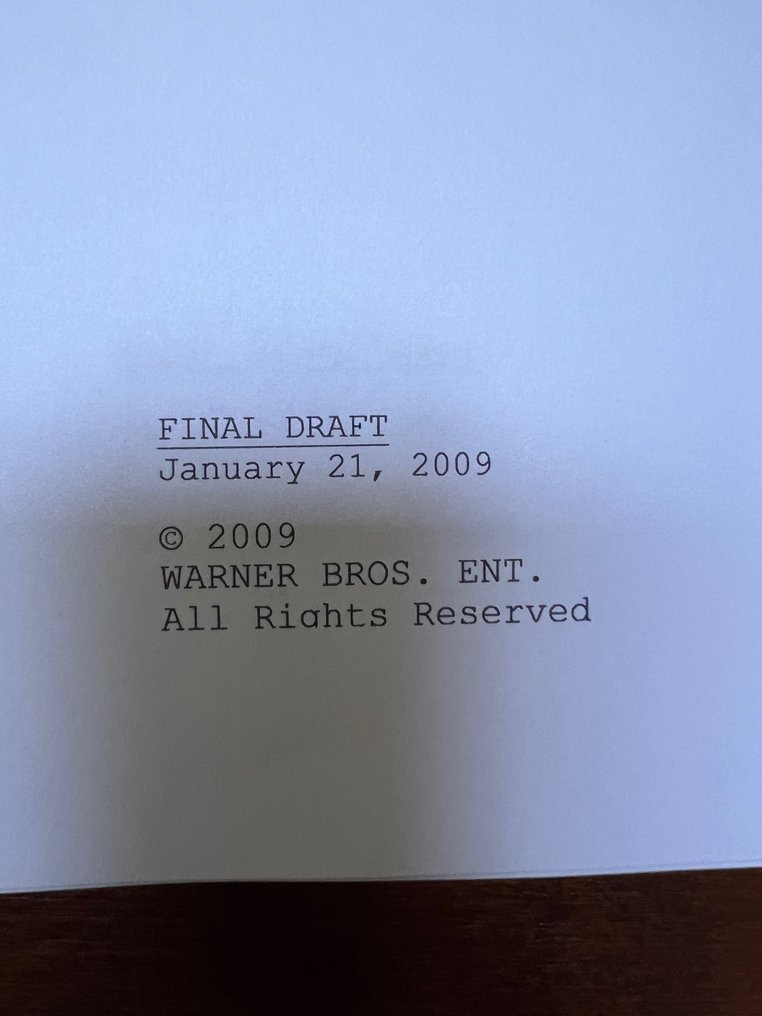 FINAL DRAFT
January 21, 2009
© 2009
WARNER BROS. ENT.
All Rights Reserved